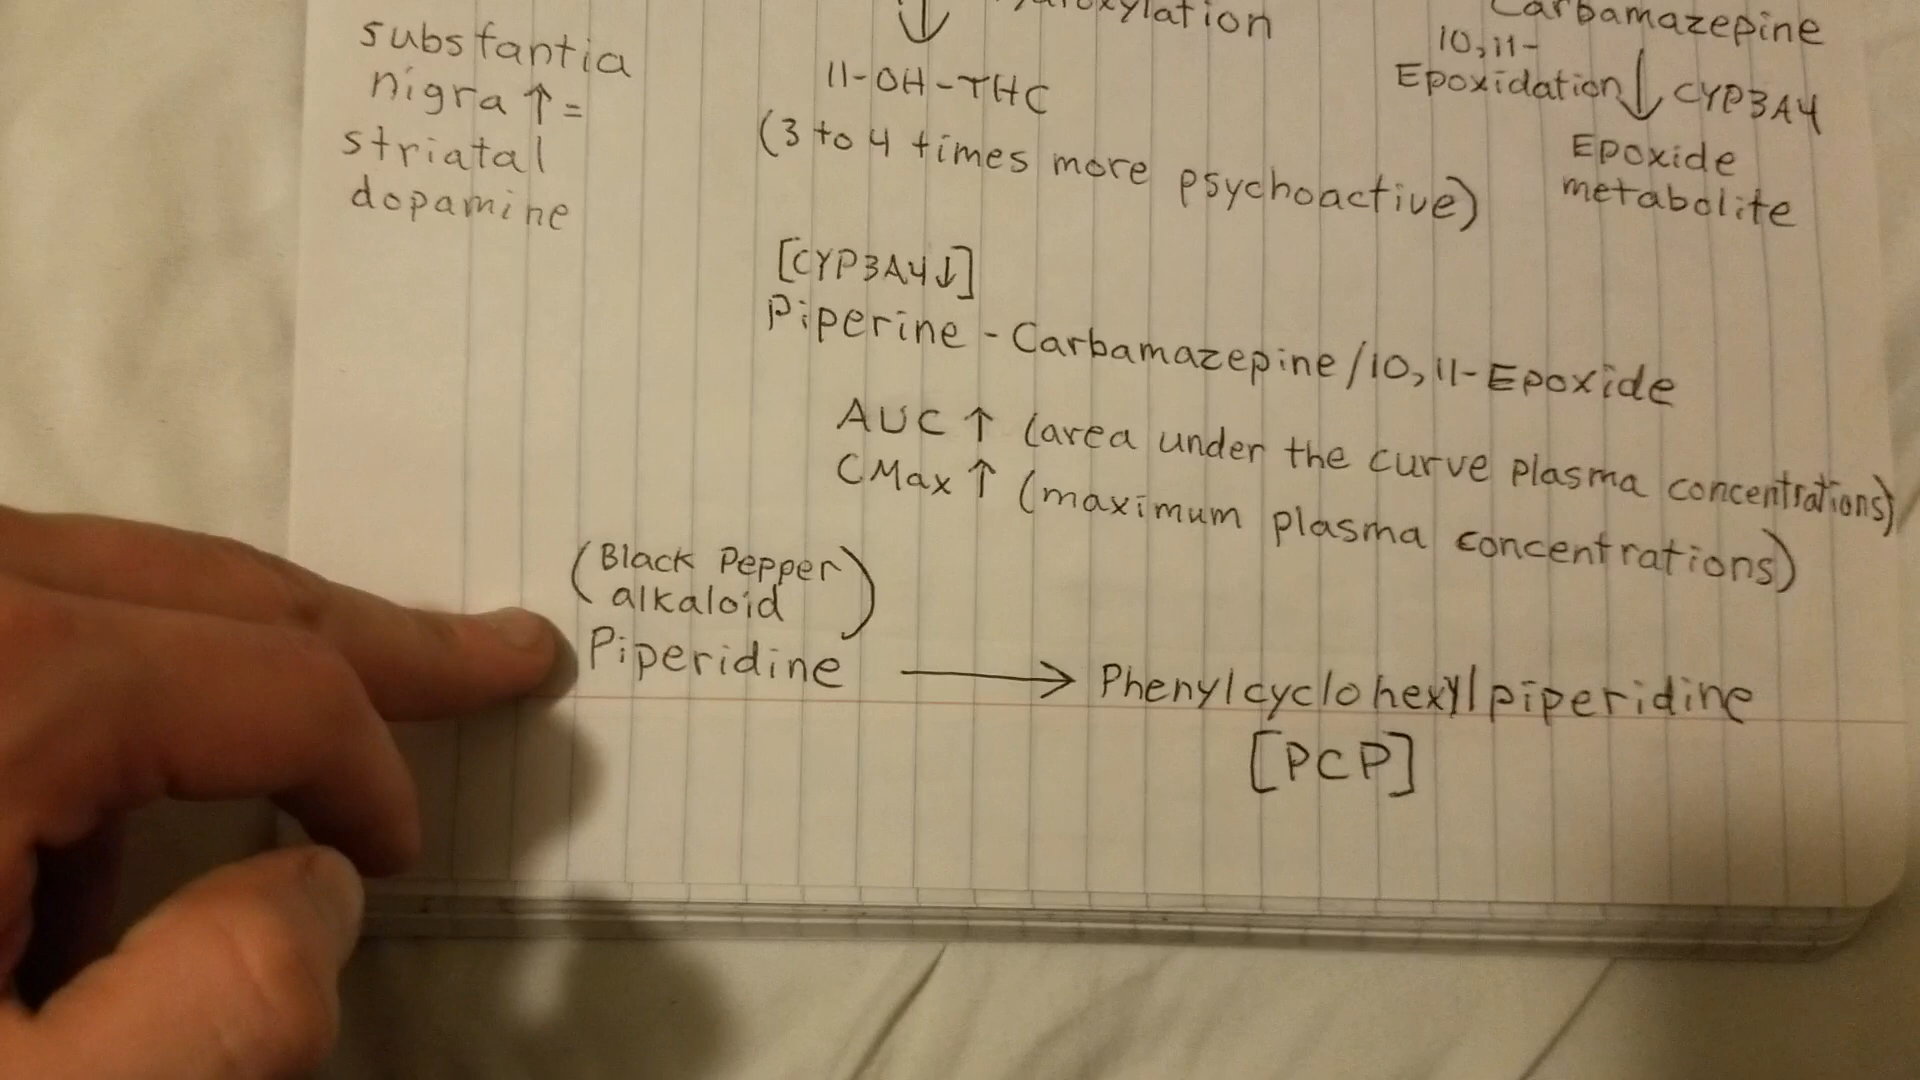 substantia
nigra ↑ =
striatal
dopamine
11-OH-THC
(3 to 4 times more psychoactive)
Carbamazepine
10,11-
Epoxidation ↓ CYP3A4
Epoxide
metabolite
[CYP3A4↓]
Piperine - Carbamazepine/10,11-Epoxide
AUC ↑ (area under the curve plasma concentrations)
CMax ↑ (maximum plasma concentrations)
(Black Pepper
alkaloid)
Piperidine → Phenylcyclohexylpiperidine
[PCP]